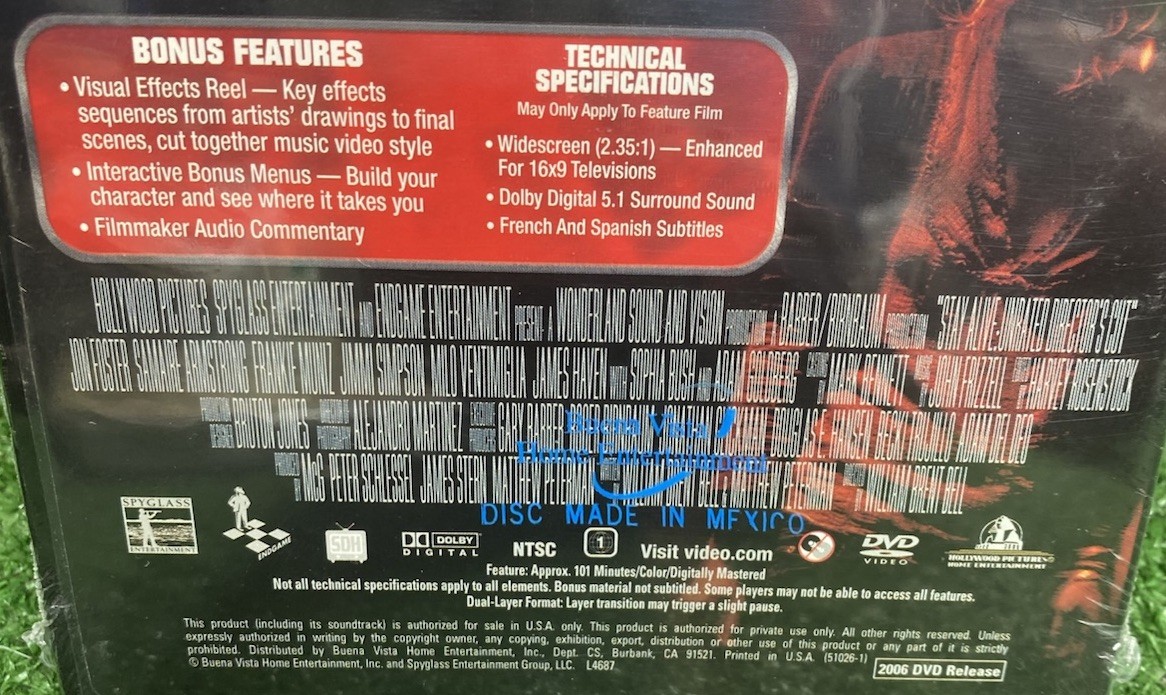 BONUS FEATURES
• Visual Effects Reel — Key effects
sequences from artists' drawings to final
scenes, cut together music video style
• Interactive Bonus Menus — Build your
character and see where it takes you
• Filmmaker Audio Commentary
TECHNICAL
SPECIFICATIONS
May Only Apply To Feature Film
• Widescreen (2.35:1) — Enhanced
For 16x9 Televisions
• Dolby Digital 5.1 Surround Sound
• French And Spanish Subtitles
HOLLYWOOD PICTURES SPYGLASS ENTERTAINMENT AND ENDGAME ENTERTAINMENT PRESENT A WONDERLAND SOUND AND VISION PRODUCTION A BARBER/BIRNBAUM PRODUCTION "STAY ALIVE: UNRATED DIRECTOR'S CUT"
JON FOSTER SAMAIRE ARMSTRONG FRANKIE MUNIZ JIMMI SIMPSON MILO VENTIMIGLIA JAMES HAVEN WITH SOPHIA BUSH AND ADAM GOLDBERG MARK BENNETT JOHN FRIZZELL HARVEY ROSENSTOCK
PRODUCTION DESIGNER BRUTON JONES ALEJANDRO MARTINEZ EXECUTIVE PRODUCERS GARY BARBER ROGER DOUGLAS E. HANSEN BECKI TRUJILLO ADAM DEL DEO
McG PETER SCHLESSEL JAMES STERN MATTHEW PETERMAN WILLIAM BRENT BELL & MATTHEW PETERMAN WILLIAM BRENT BELL
Buena Vista
Home Entertainment
DISC MADE IN MEXICO
SPYGLASS
ENTERTAINMENT
ENDGAME
SDH
DOLBY
DIGITAL
NTSC
1
Visit video.com
DVD
VIDEO
HOLLYWOOD PICTURES
HOME ENTERTAINMENT
Feature: Approx. 101 Minutes/Color/Digitally Mastered
Not all technical specifications apply to all elements. Bonus material not subtitled. Some players may not be able to access all features.
Dual-Layer Format: Layer transition may trigger a slight pause.
This product (including its soundtrack) is authorized for sale in U.S.A. only. This product is authorized for private use only. All other rights reserved. Unless
expressly authorized in writing by the copyright owner, any copying, exhibition, export, distribution or other use of this product or any part of it is strictly
prohibited. Distributed by Buena Vista Home Entertainment, Inc., Dept. CS, Burbank, CA 91521. Printed in U.S.A. (51026-1)
© Buena Vista Home Entertainment, Inc. and Spyglass Entertainment Group, LLC. L4687
2006 DVD Release